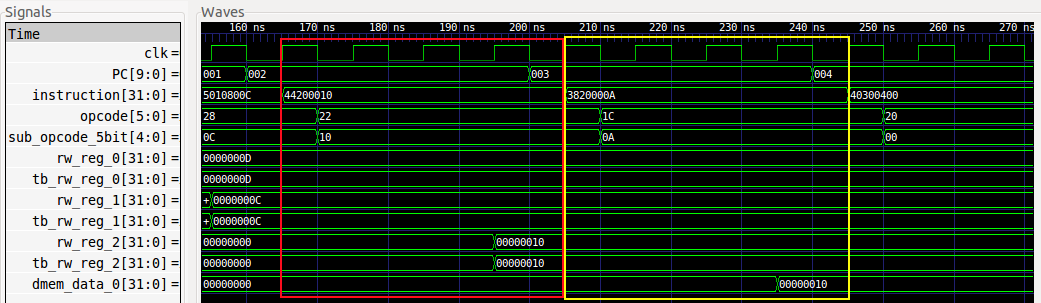 Signals Waves
Time 160 ns 170 ns 180 ns 190 ns 200 ns 210 ns 220 ns 230 ns 240 ns 250 ns 260 ns 270 ns
clk =
PC[9:0] = 001 002 003 004
instruction[31:0] = 5010800C 44200010 3820000A 40300400
opcode[5:0] = 28 22 1C 20
sub_opcode_5bit[4:0] = 0C 10 0A 00
rw_reg_0[31:0] = 0000000D
tb_rw_reg_0[31:0] = 0000000D
rw_reg_1[31:0] = + 0000000C
tb_rw_reg_1[31:0] = + 0000000C
rw_reg_2[31:0] = 00000000 00000010
tb_rw_reg_2[31:0] = 00000000 00000010
dmem_data_0[31:0] = 00000000 00000010